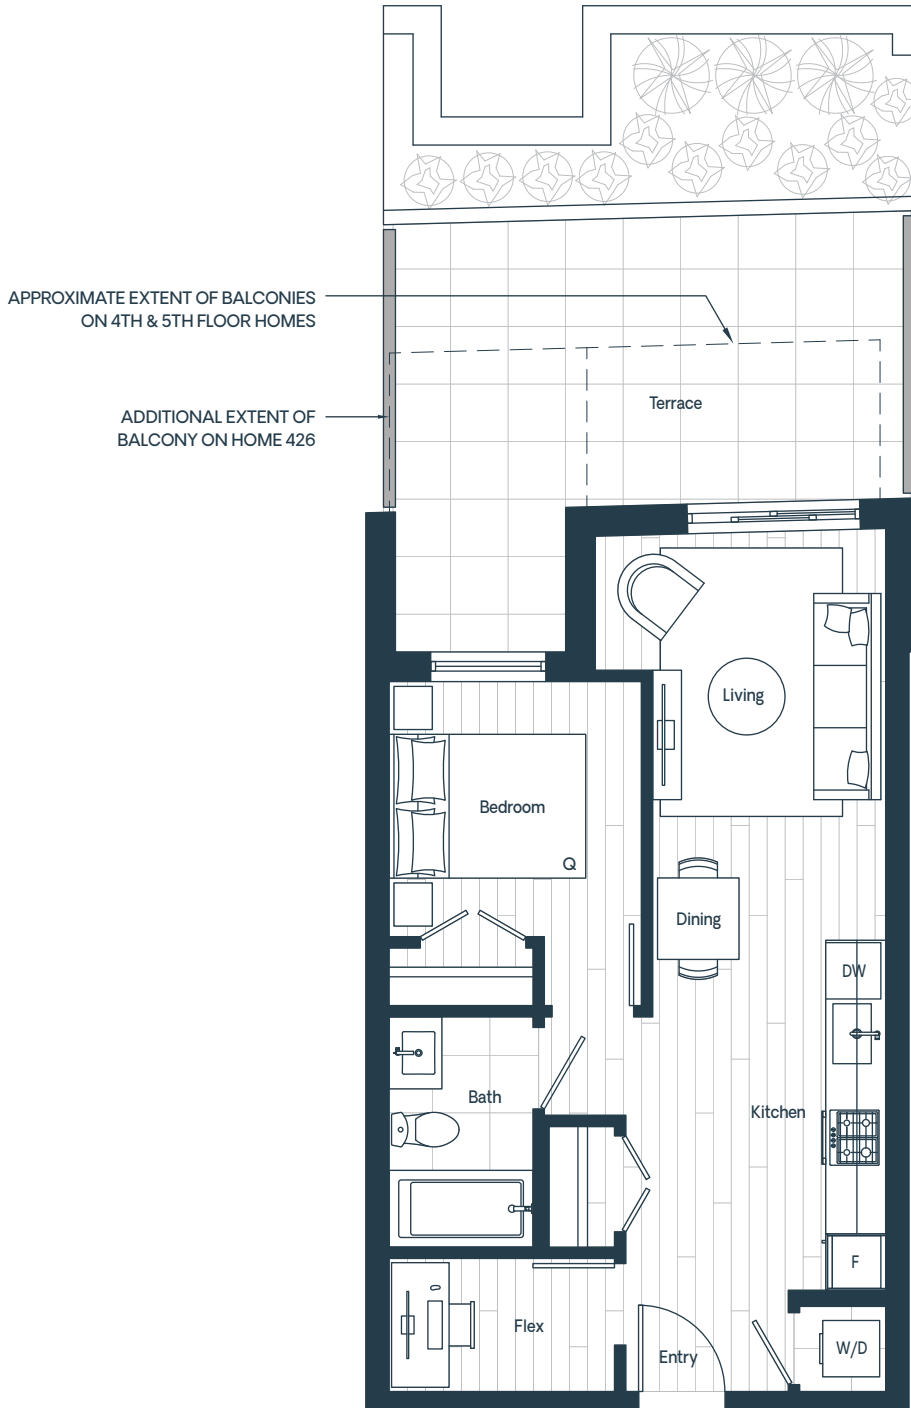 APPROXIMATE EXTENT OF BALCONIES
ON 4TH & 5TH FLOOR HOMES
ADDITIONAL EXTENT OF
BALCONY ON HOME 426
Terrace
Living
Bedroom
Q
Dining
DW
Bath
Kitchen
F
Flex
Entry
W/D